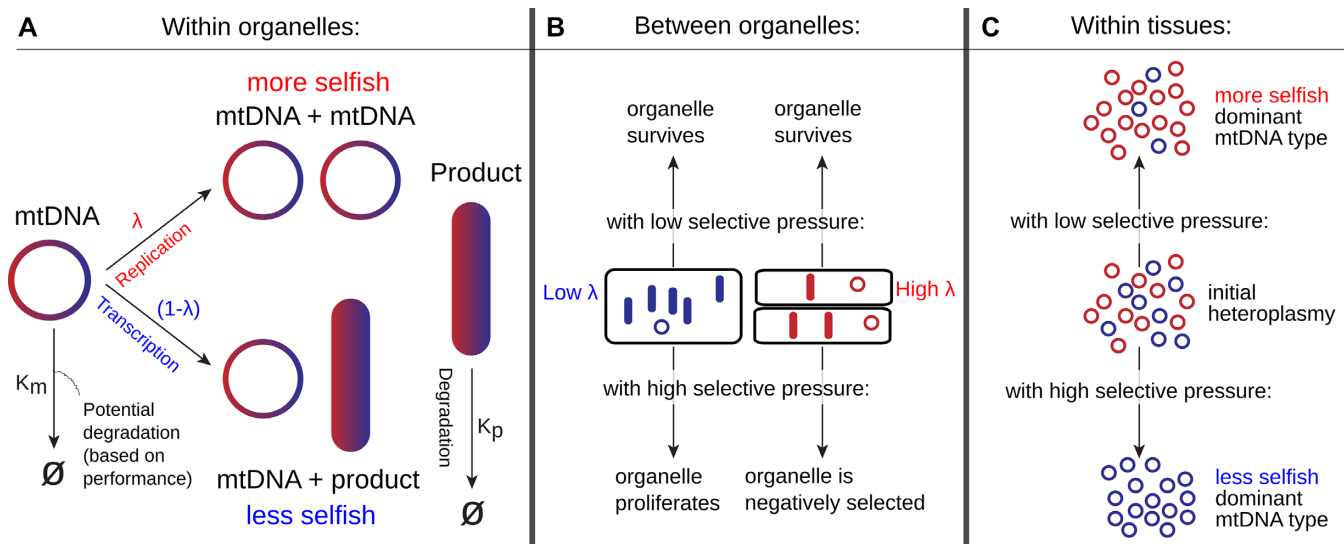 A
Within organelles:
more selfish
mtDNA + mtDNA
Product
mtDNA
λ
Replication
(1-λ)
Transcription
Km
Potential
degradation
(based on
performance)
Ø
mtDNA + product
less selfish
Degradation
Kp
Ø
B
Between organelles:
organelle
survives
organelle
survives
with low selective pressure:
Low λ
High λ
with high selective pressure:
organelle
proliferates
organelle is
negatively selected
C
Within tissues:
more selfish
dominant
mtDNA type
with low selective pressure:
initial
heteroplasmy
with high selective pressure:
less selfish
dominant
mtDNA type